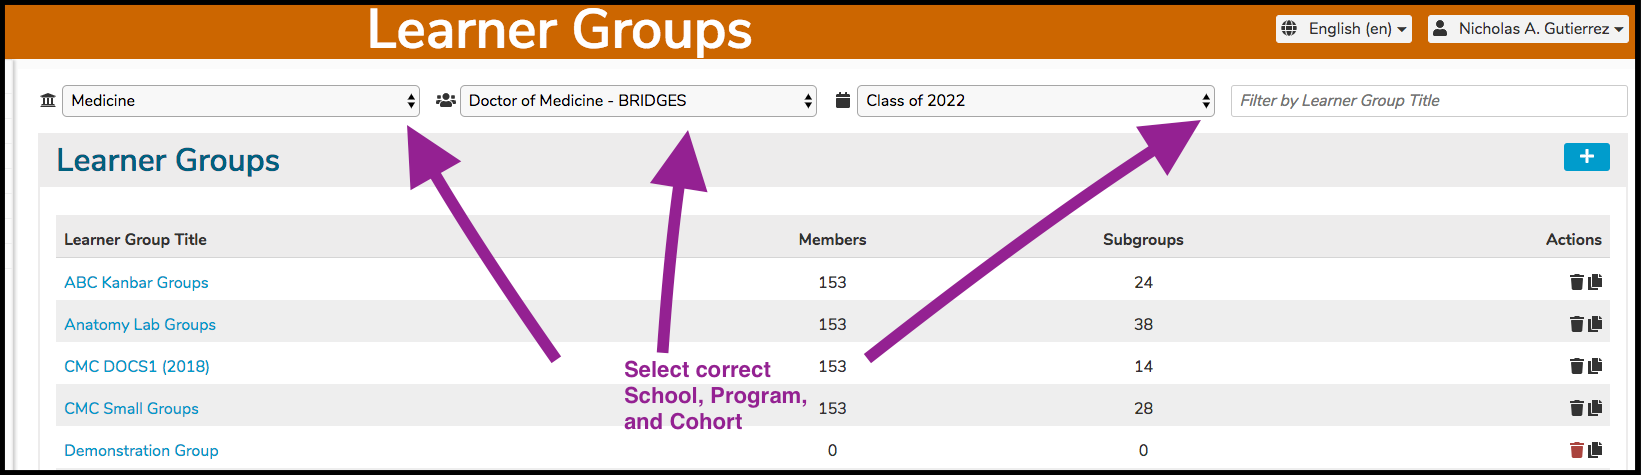 Learner Groups
English (en)
Nicholas A. Gutierrez
Medicine
Doctor of Medicine - BRIDGES
Class of 2022
Filter by Learner Group Title
Learner Groups
+
Learner Group Title Members Subgroups Actions
ABC Kanbar Groups 153 24
Anatomy Lab Groups 153 38
CMC DOCS1 (2018) 153 14
CMC Small Groups 153 28
Demonstration Group 0 0
Select correct
School, Program,
and Cohort